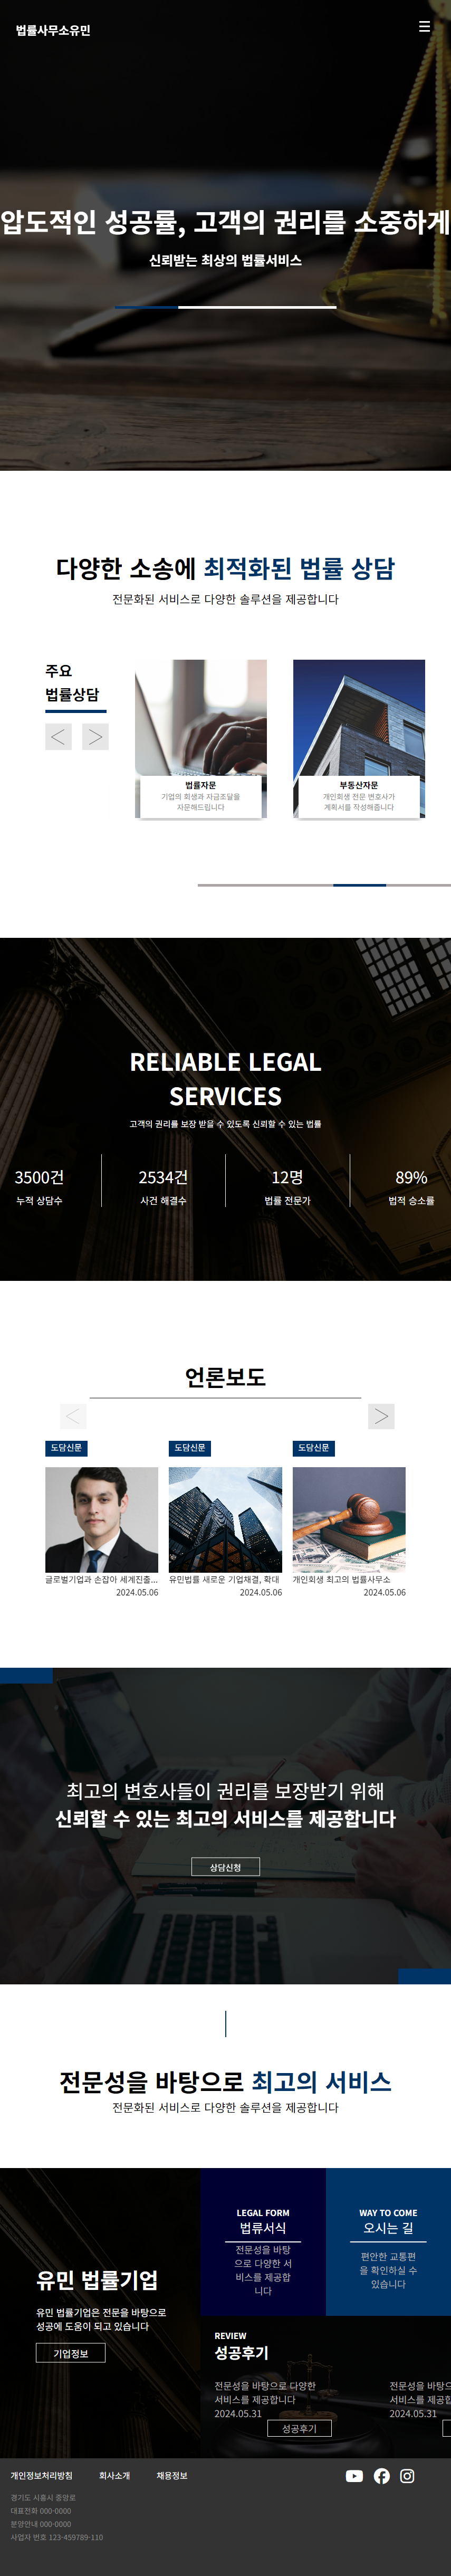 법률사무소유민
압도적인 성공률, 고객의 권리를 소중하게
신뢰받는 최상의 법률서비스
다양한 소송에 최적화된 법률 상담
전문화된 서비스로 다양한 솔루션을 제공합니다
주요
법률상담
법률자문
기업의 회생과 자금조달을
자문해드립니다
부동산자문
개인회생 전문 변호사가
계획서를 작성해줍니다
RELIABLE LEGAL
SERVICES
고객의 권리를 보장 받을 수 있도록 신뢰할 수 있는 법률
3500건
누적 상담수
2534건
사건 해결수
12명
법률 전문가
89%
법적 승소률
언론보도
도담신문
도담신문
도담신문
글로벌기업과 손잡아 세계진출...
2024.05.06
유민법률 새로운 기업채결, 확대
2024.05.06
개인회생 최고의 법률사무소
2024.05.06
최고의 변호사들이 권리를 보장받기 위해
신뢰할 수 있는 최고의 서비스를 제공합니다
상담신청
전문성을 바탕으로 최고의 서비스
전문화된 서비스로 다양한 솔루션을 제공합니다
유민 법률기업
유민 법률기업은 전문을 바탕으로
성공에 도움이 되고 있습니다
기업정보
LEGAL FORM
법류서식
전문성을 바탕
으로 다양한 서
비스를 제공합
니다
WAY TO COME
오시는 길
편안한 교통편
을 확인하실 수
있습니다
REVIEW
성공후기
전문성을 바탕으로 다양한
서비스를 제공합니다
2024.05.31
성공후기
전문성을 바탕으
서비스를 제공합
2024.05.31
개인정보처리방침 회사소개 채용정보
경기도 시흥시 중앙로
대표전화 000-0000
분양안내 000-0000
사업자 번호 123-459789-110